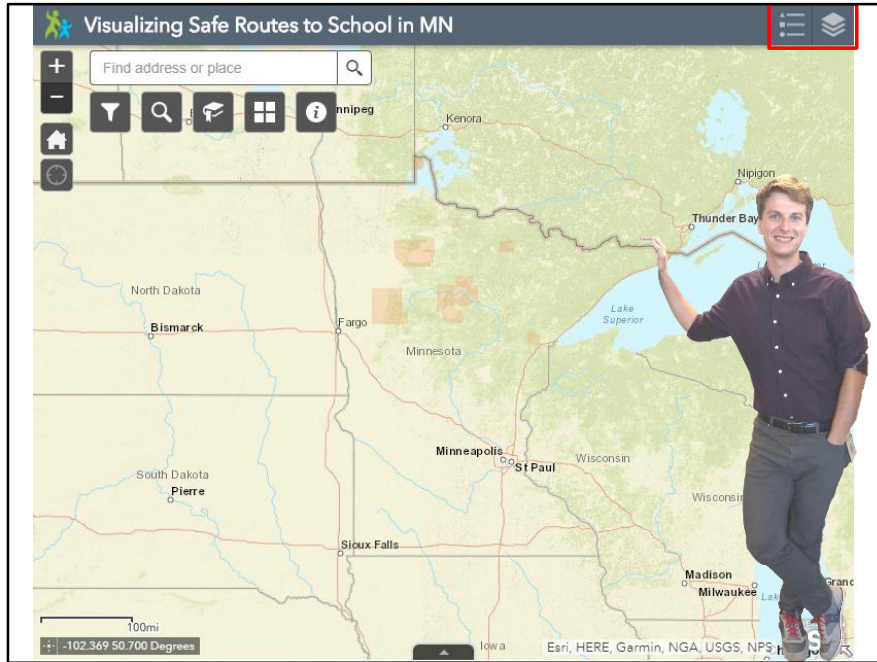 Visualizing Safe Routes to School in MN
Find address or place
nnipeg
Kenora
Nipigon
Thunder Bay
North Dakota
Bismarck
Fargo
Lake
Superior
Minnesota
Minneapolis
St Paul
Wisconsin
South Dakota
Pierre
Wisconsin
Sioux Falls
Madison
Milwaukee
Grand
100mi
-102.369 50.700 Degrees
Iowa
Esri, HERE, Garmin, NGA, USGS, NPS